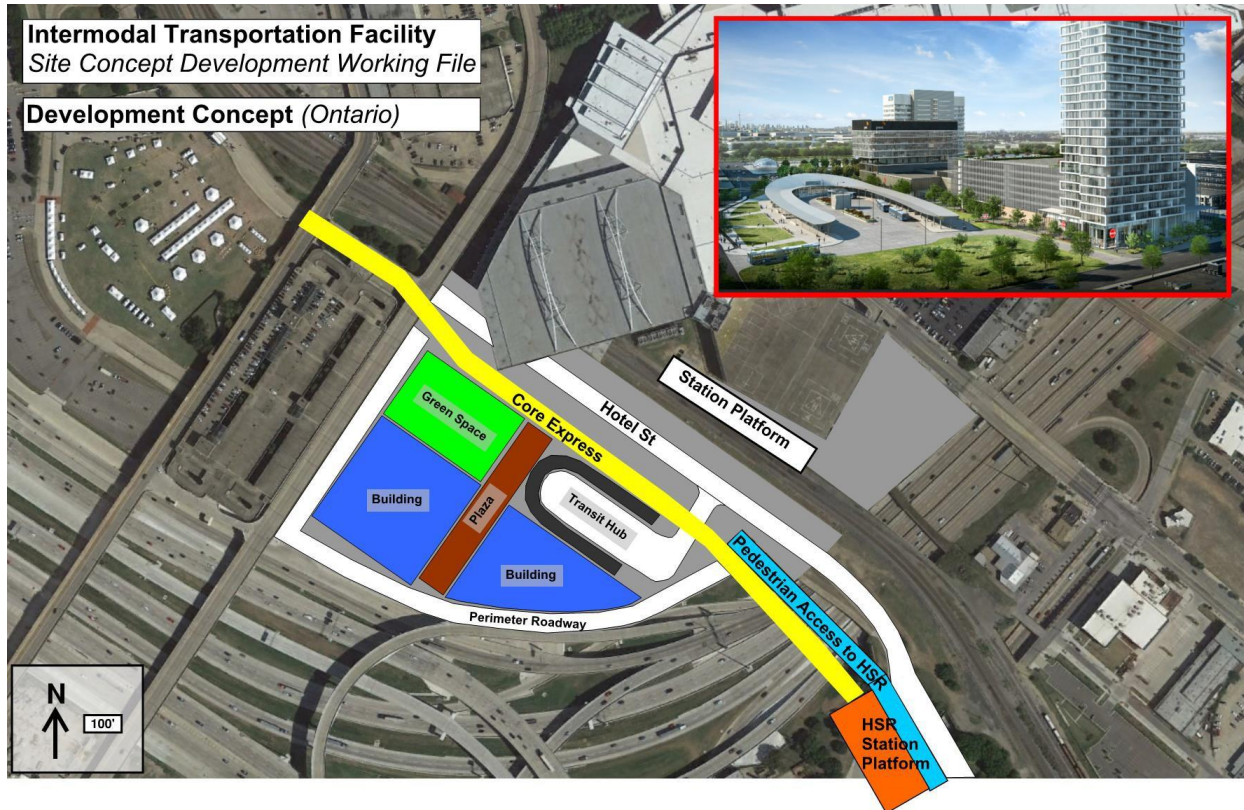 Intermodal Transportation Facility
Site Concept Development Working File
Development Concept (Ontario)
Station Platform
Hotel St
Core Express
Green Space
Building
Plaza
Transit Hub
Building
Perimeter Roadway
Pedestrian Access to HSR
HSR
Station
Platform
N
100'